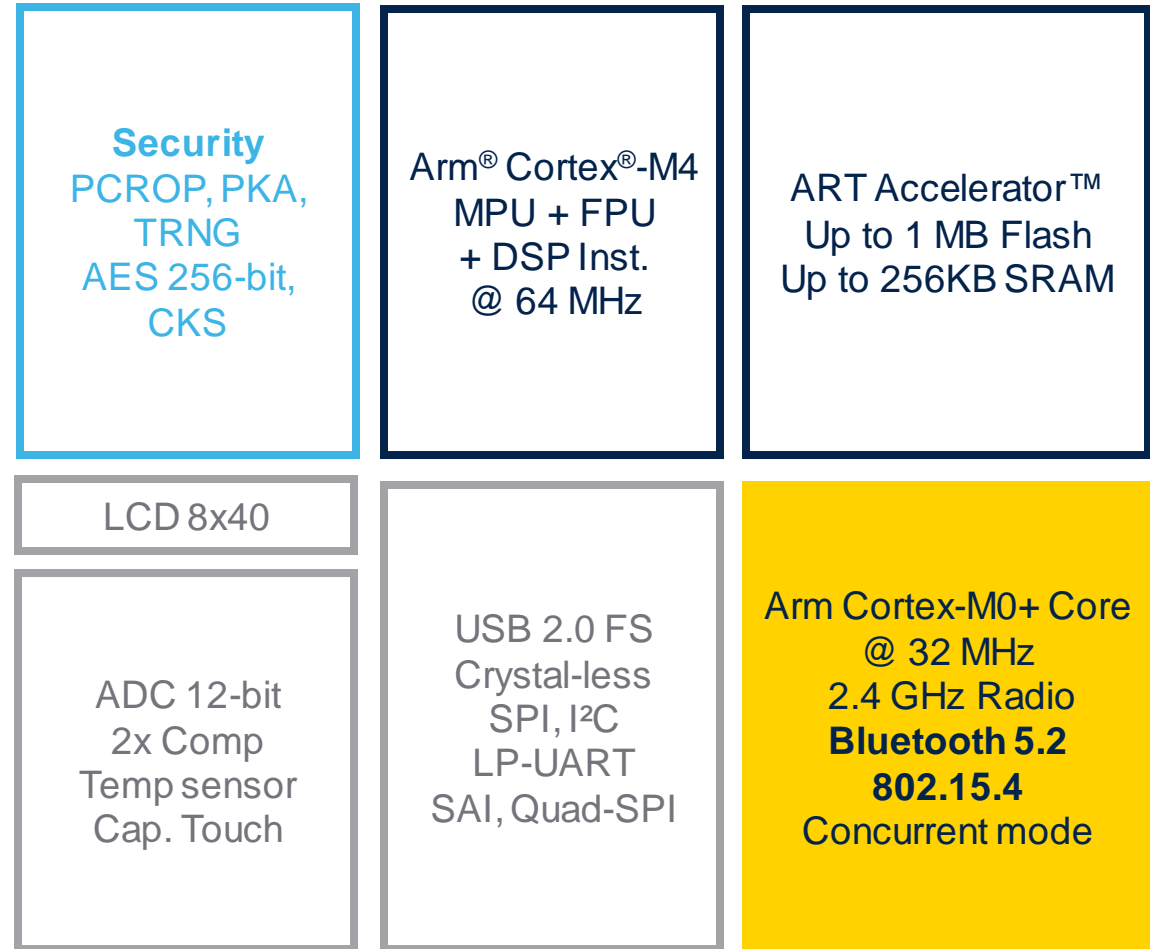 Security
PCROP, PKA,
TRNG
AES 256-bit,
CKS
Arm® Cortex®-M4
MPU + FPU
+ DSP Inst.
@ 64 MHz
ART Accelerator™
Up to 1 MB Flash
Up to 256KB SRAM
LCD 8x40
ADC 12-bit
2x Comp
Temp sensor
Cap. Touch
USB 2.0 FS
Crystal-less
SPI, I²C
LP-UART
SAI, Quad-SPI
Arm Cortex-M0+ Core
@ 32 MHz
2.4 GHz Radio
Bluetooth 5.2
802.15.4
Concurrent mode